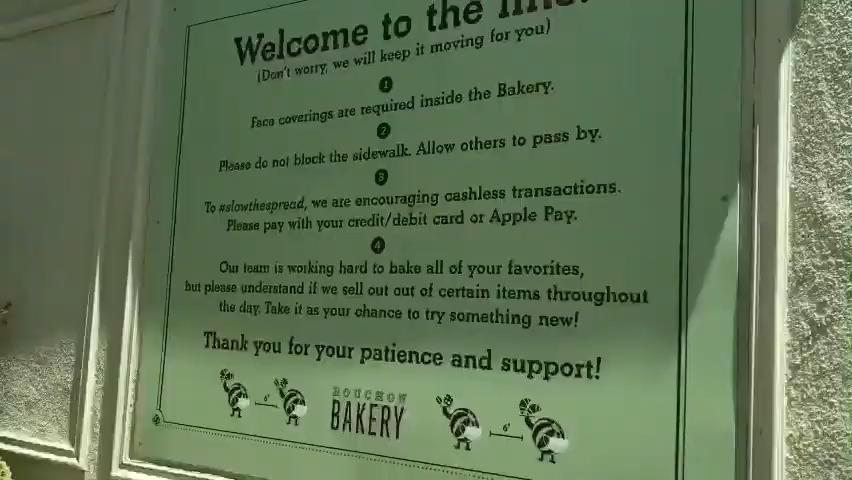 Welcome to the line!
(Don't worry, we will keep it moving for you)
1
Face coverings are required inside the Bakery.
2
Please do not block the sidewalk. Allow others to pass by.
3
To #slowthespread, we are encouraging cashless transactions.
Please pay with your credit/debit card or Apple Pay.
4
Our team is working hard to bake all of your favorites,
but please understand if we sell out out of certain items throughout
the day. Take it as your chance to try something new!
Thank you for your patience and support!
6' BOUCHON 6'
BAKERY